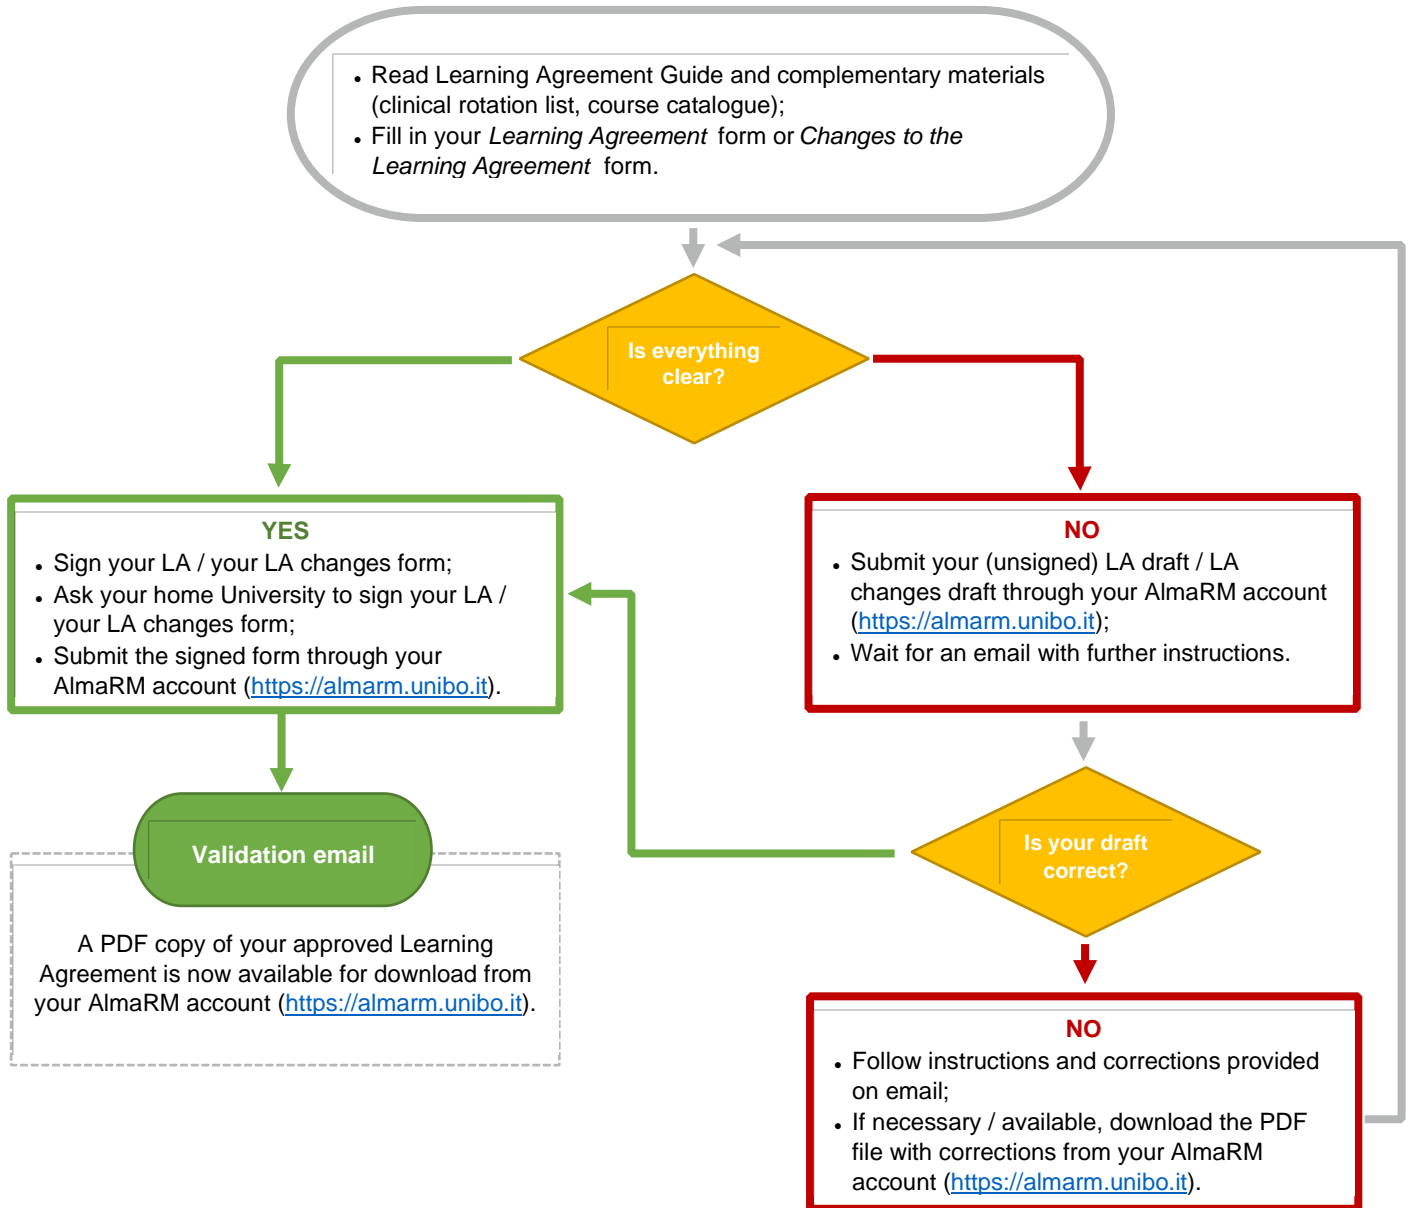 • Read Learning Agreement Guide and complementary materials
(clinical rotation list, course catalogue);
• Fill in your Learning Agreement form or Changes to the
Learning Agreement form.
Is everything
clear?
YES
• Sign your LA / your LA changes form;
• Ask your home University to sign your LA /
your LA changes form;
• Submit the signed form through your
AlmaRM account (https://almarm.unibo.it).
NO
• Submit your (unsigned) LA draft / LA
changes draft through your AlmaRM account
(https://almarm.unibo.it);
• Wait for an email with further instructions.
Validation email
A PDF copy of your approved Learning
Agreement is now available for download from
your AlmaRM account (https://almarm.unibo.it).
Is your draft
correct?
NO
• Follow instructions and corrections provided
on email;
• If necessary / available, download the PDF
file with corrections from your AlmaRM
account (https://almarm.unibo.it).